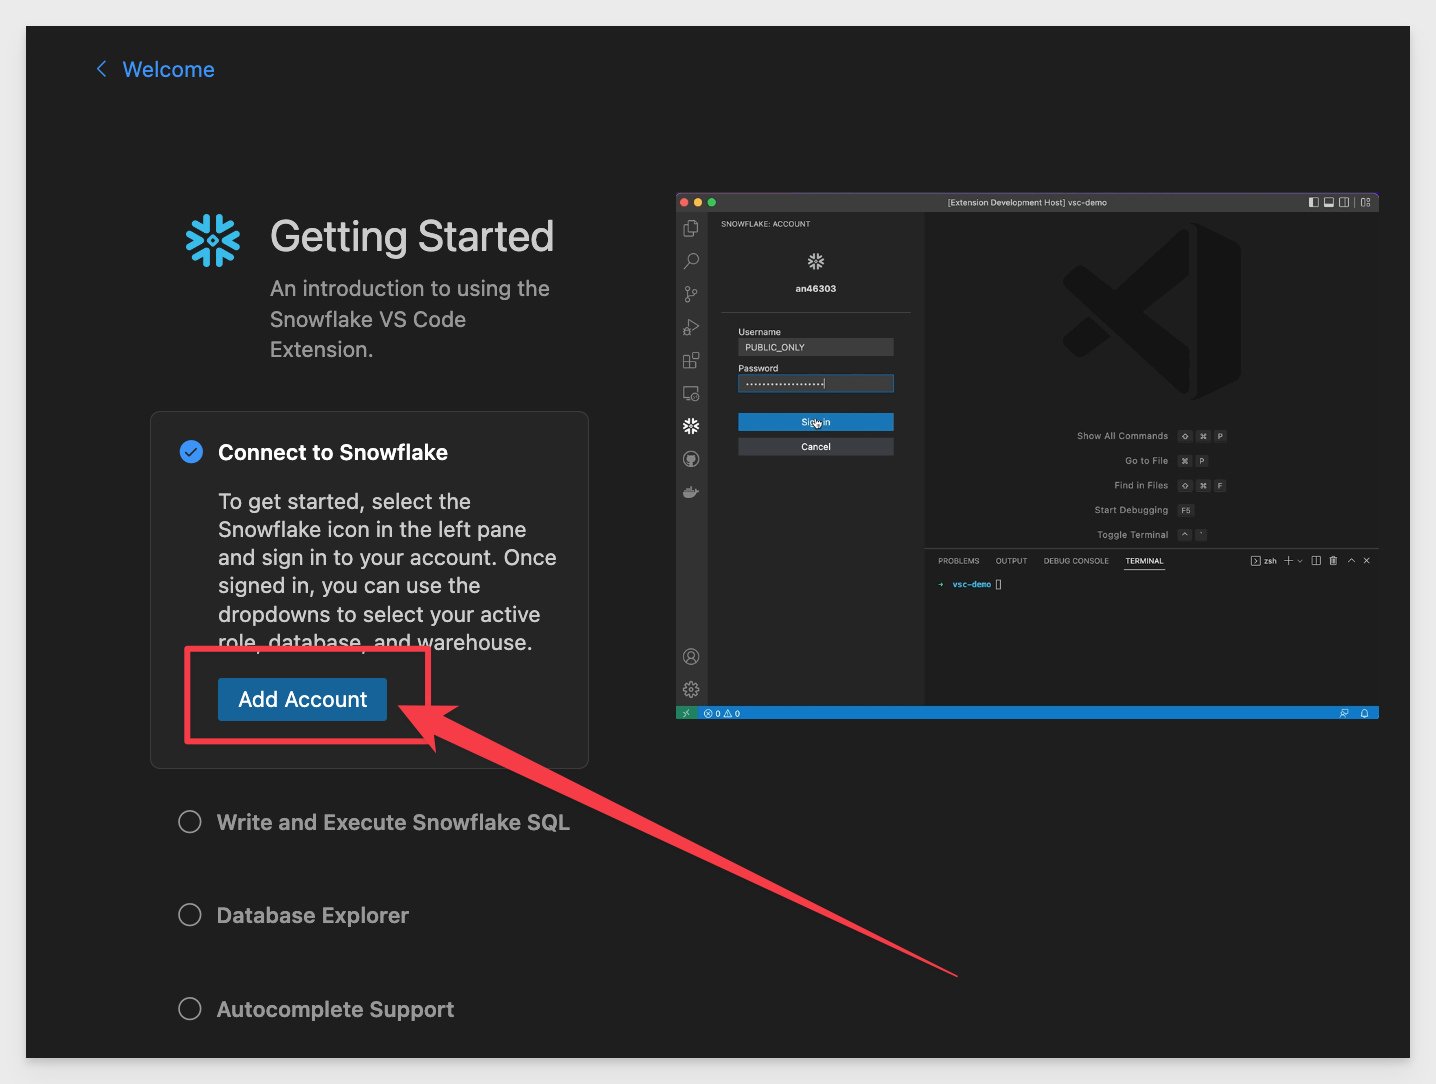 Welcome
Getting Started
An introduction to using the
Snowflake VS Code
Extension.
Connect to Snowflake
To get started, select the
Snowflake icon in the left pane
and sign in to your account. Once
signed in, you can use the
dropdowns to select your active
role, database, and warehouse.
Add Account
Write and Execute Snowflake SQL
Database Explorer
Autocomplete Support
[Extension Development Host] vsc-demo
SNOWFLAKE: ACCOUNT
an46303
Username
PUBLIC_ONLY
Password
Sign in
Cancel
Show All Commands ⇧ ⌘ P
Go to File ⌘ P
Find in Files ⇧ ⌘ F
Start Debugging F5
Toggle Terminal ^ `
PROBLEMS OUTPUT DEBUG CONSOLE TERMINAL zsh
vsc-demo
0 0